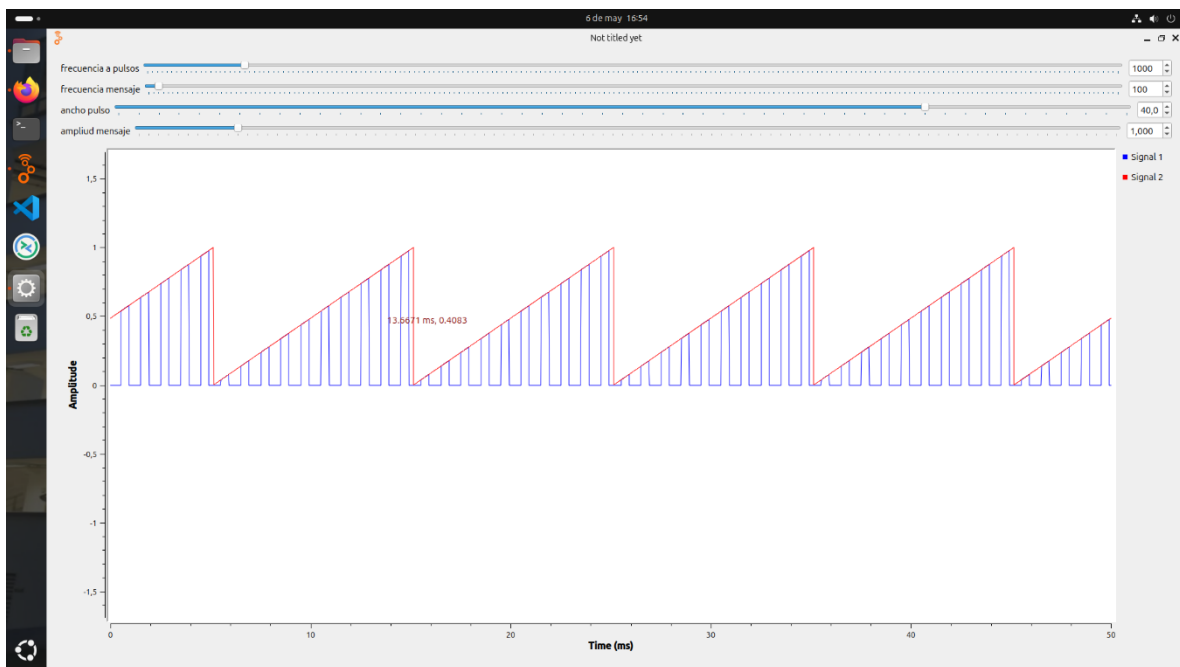 6 de may 16:54
Not titled yet
frecuencia a pulsos 1000
frecuencia mensaje 100
ancho pulso 40,0
ampliud mensaje 1,000
Signal 1
Signal 2
1,5
1
0,5
13.5671 ms, 0.4083
0
-0,5
-1
-1,5
Amplitude
0 10 20 30 40 50
Time (ms)